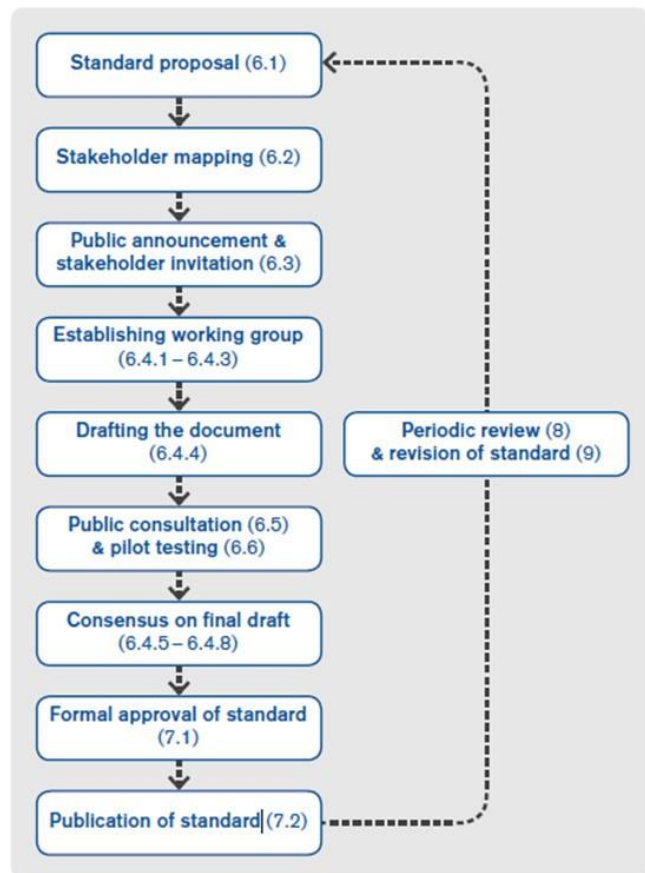 Standard proposal (6.1)
Stakeholder mapping (6.2)
Public announcement &
stakeholder invitation (6.3)
Establishing working group
(6.4.1 – 6.4.3)
Drafting the document
(6.4.4)
Periodic review (8)
& revision of standard (9)
Public consultation (6.5)
& pilot testing (6.6)
Consensus on final draft
(6.4.5 – 6.4.8)
Formal approval of standard
(7.1)
Publication of standard (7.2)